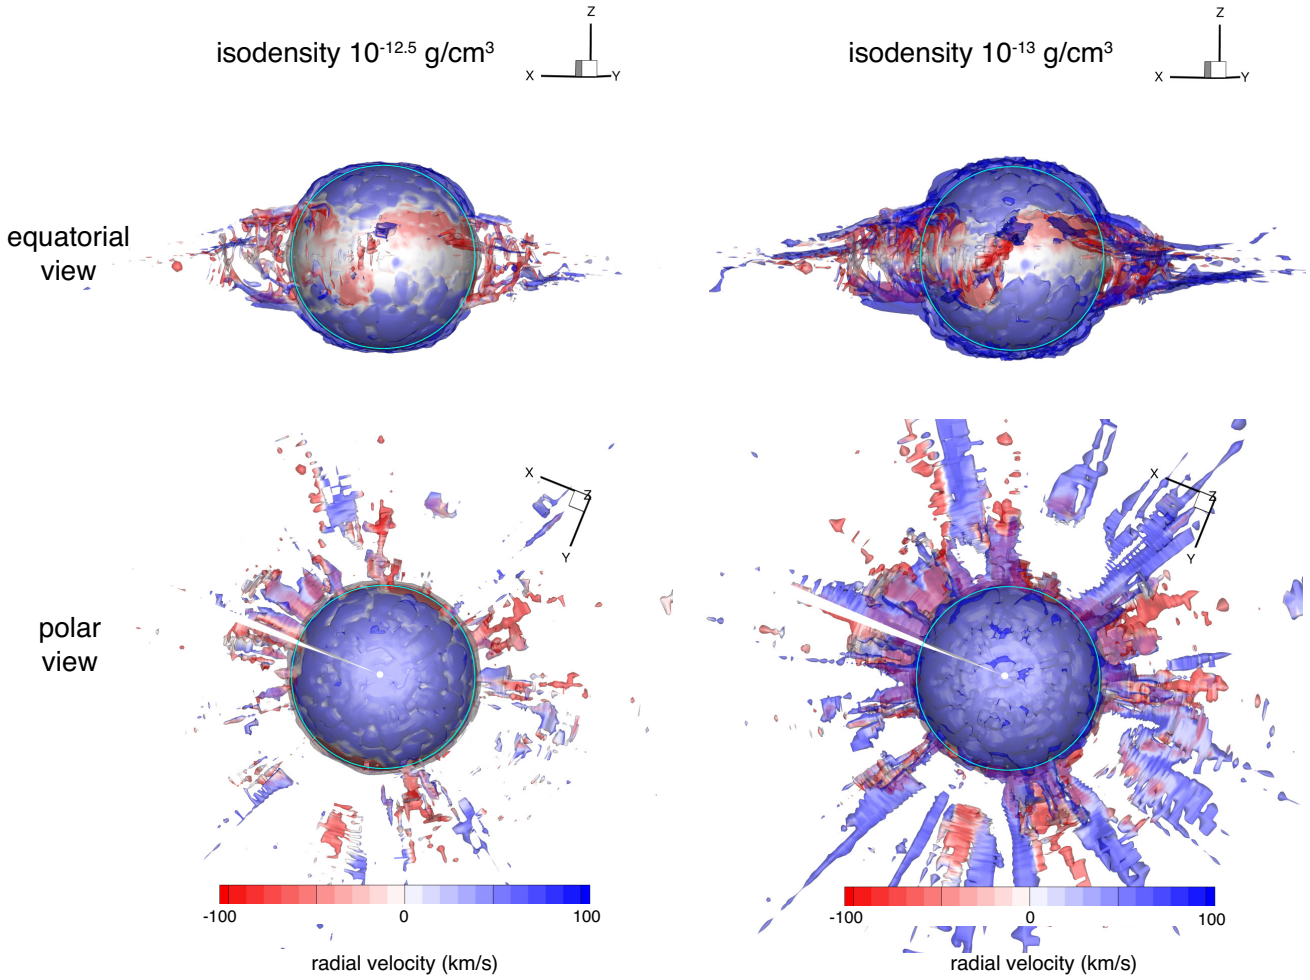 isodensity 10⁻¹²·⁵ g/cm³
Z
X
Y
isodensity 10⁻¹³ g/cm³
Z
X
Y
equatorial
view
polar
view
X
Z
Y
X
Z
Y
-100
0
100
radial velocity (km/s)
-100
0
100
radial velocity (km/s)